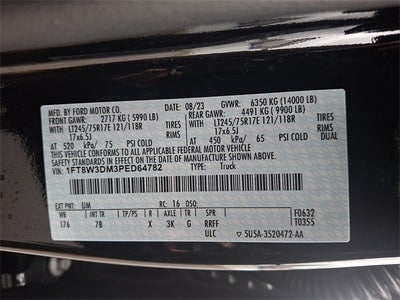 MFD. BY FORD MOTOR CO. 08/23 GVWR: 6350 KG (14000 LB)
FRONT GAWR: 2717 KG (5990 LB) REAR GAWR: 4491 KG (9900 LB)
LT245/75R17E 121/118R TIRES LT245/75R17E 121/118R TIRES
17x6.5J RIMS 17x6.5J RIMS
AT 520 kPa/ 75 PSI COLD AT 450 kPa/ 65 PSI COLD DUAL
THIS VEHICLE CONFORMS TO ALL APPLICABLE FEDERAL MOTOR VEHICLE
SAFETY STANDARDS IN EFFECT ON THE DATE OF MANUFACTURE SHOWN ABOVE.
VIN: 1FT8W3DM3PED64782 TYPE: Truck
EXT PNT: UM RC: 16 DSO: F0632
WB INT TR TP/PS R AXLE TR SPR T0355
176 7B X 3K G RRFF
ULC 5U5A-3520472-AA